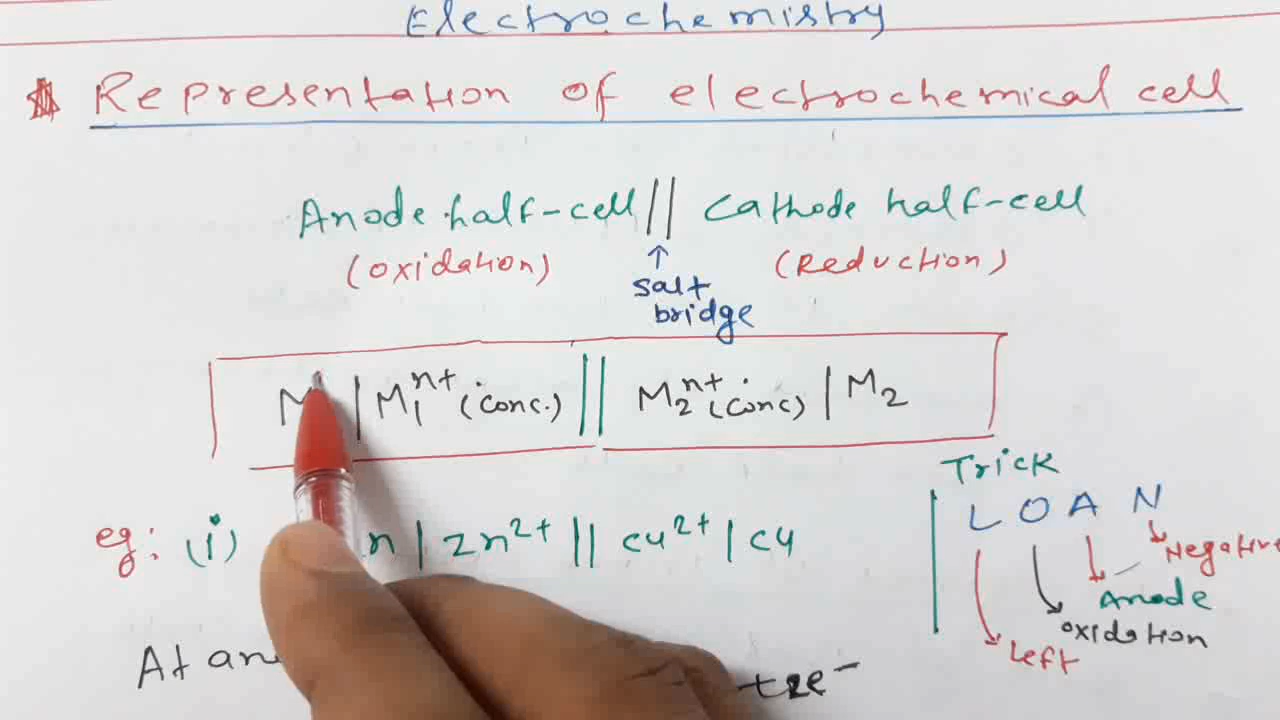 Electrochemistry
Representation of electrochemical cell
Anode half-cell || Cathode half-cell
(oxidation) ↑ (Reduction)
salt
bridge
M | M₁ⁿ⁺ (conc.) || M₂ⁿ⁺ (conc) | M₂
Trick
L O A N
Negative
Anode
oxidation
Left
eg: (i) n | Zn²⁺ || Cu²⁺ | Cu
At an
+2e⁻